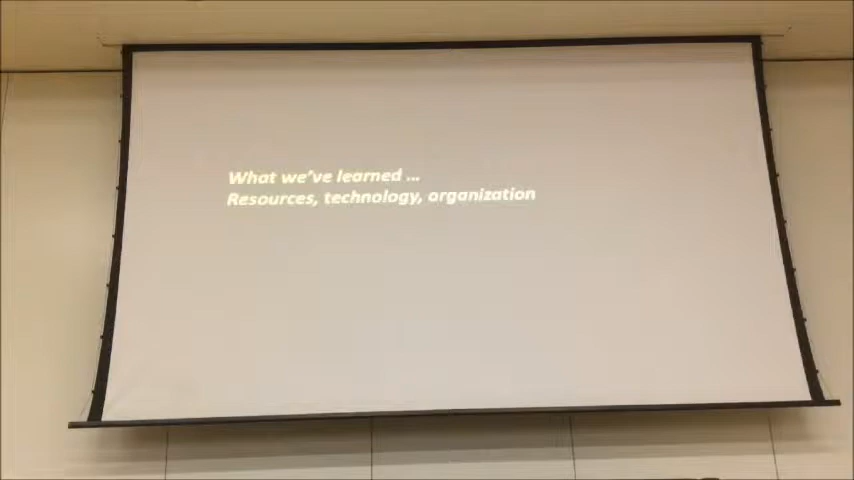 What we've learned ...
Resources, technology, organization